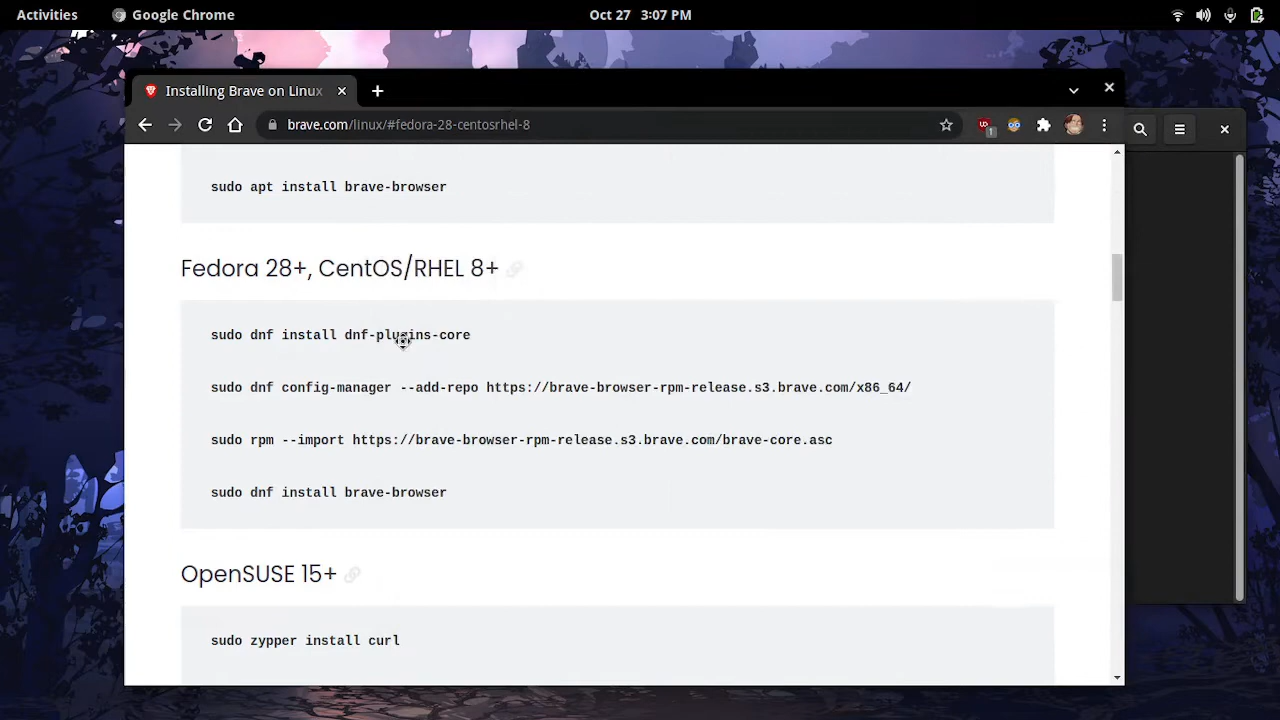 Activities
Google Chrome
Oct 27 3:07 PM
Installing Brave on Linux
brave.com/linux/#fedora-28-centosrhel-8
1
sudo apt install brave-browser
Fedora 28+, CentOS/RHEL 8+
sudo dnf install dnf-plugins-core
sudo dnf config-manager --add-repo https://brave-browser-rpm-release.s3.brave.com/x86_64/
sudo rpm --import https://brave-browser-rpm-release.s3.brave.com/brave-core.asc
sudo dnf install brave-browser
OpenSUSE 15+
sudo zypper install curl